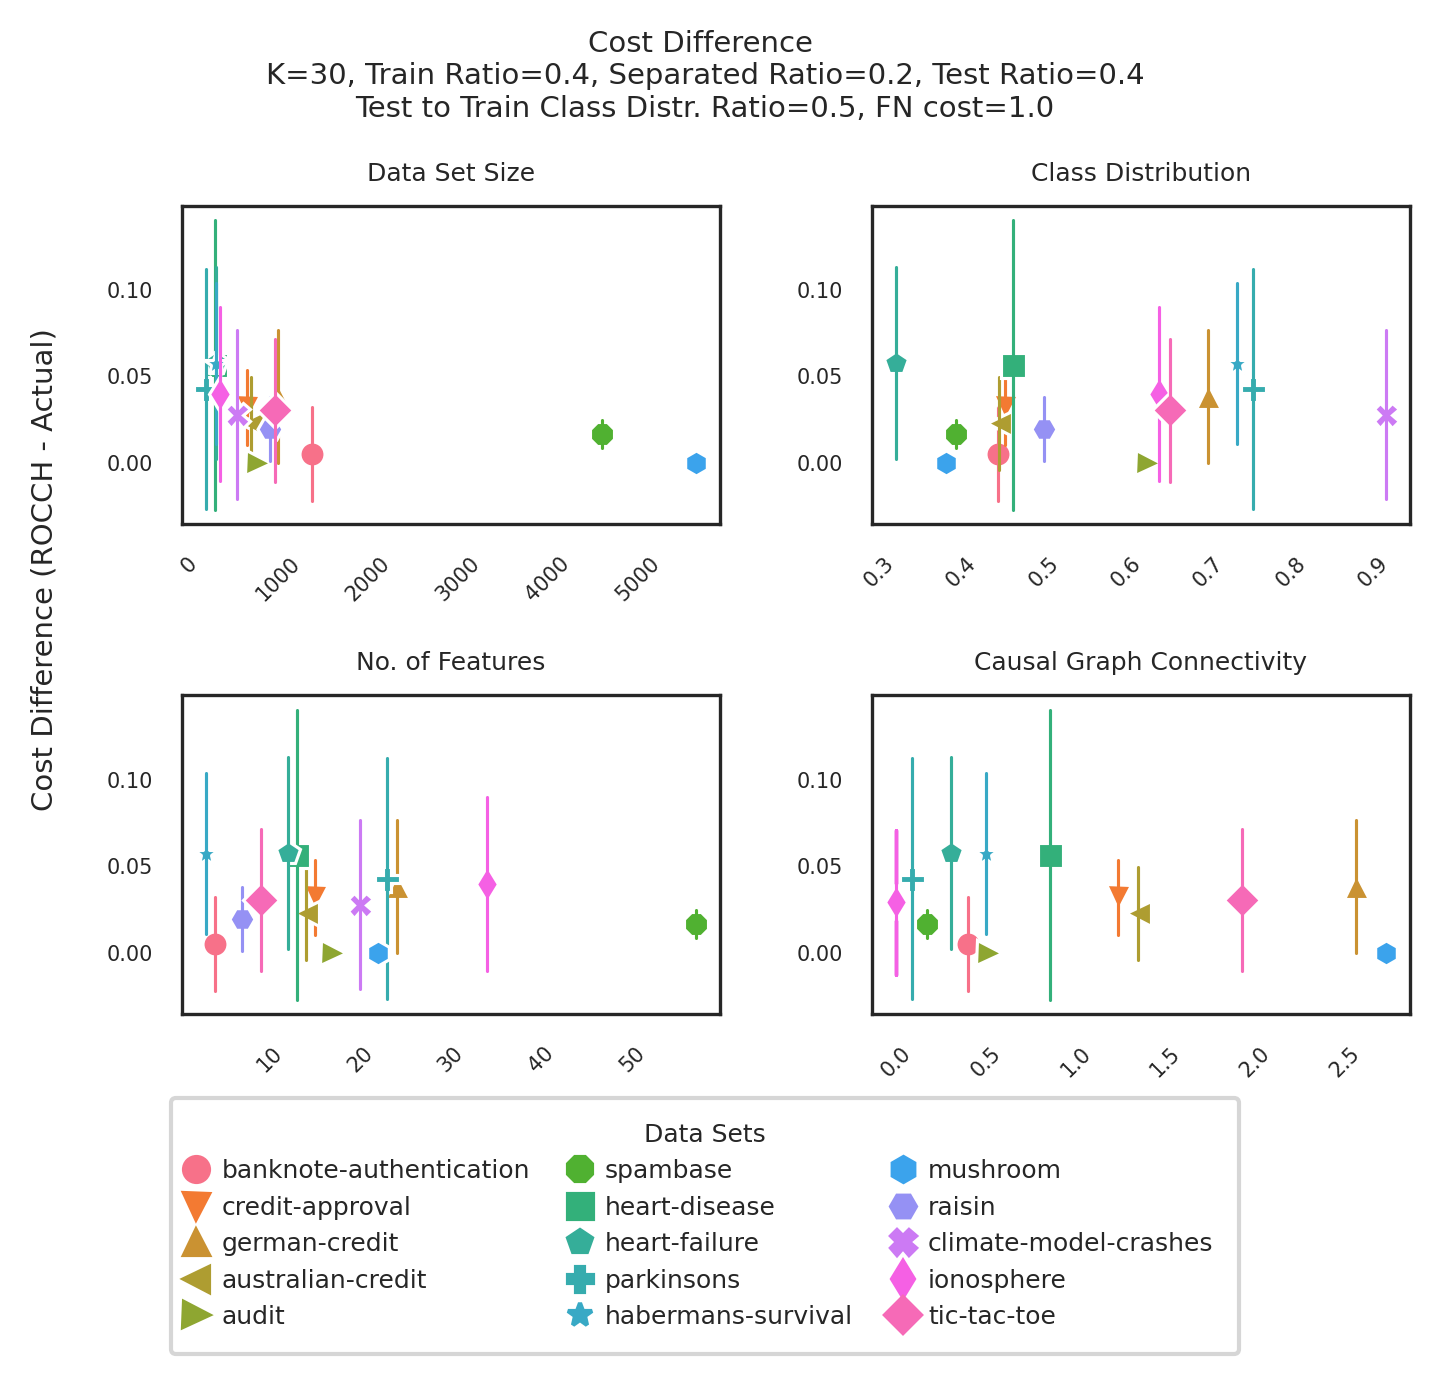 Cost Difference
K=30, Train Ratio=0.4, Separated Ratio=0.2, Test Ratio=0.4
Test to Train Class Distr. Ratio=0.5, FN cost=1.0
Cost Difference (ROCCH - Actual)
Data Set Size
0.10
0.05
0.00
0
1000
2000
3000
4000
5000
Class Distribution
0.10
0.05
0.00
0.3
0.4
0.5
0.6
0.7
0.8
0.9
No. of Features
0.10
0.05
0.00
10
20
30
40
50
Causal Graph Connectivity
0.10
0.05
0.00
0.0
0.5
1.0
1.5
2.0
2.5
Data Sets
banknote-authentication
credit-approval
german-credit
australian-credit
audit
spambase
heart-disease
heart-failure
parkinsons
habermans-survival
mushroom
raisin
climate-model-crashes
ionosphere
tic-tac-toe